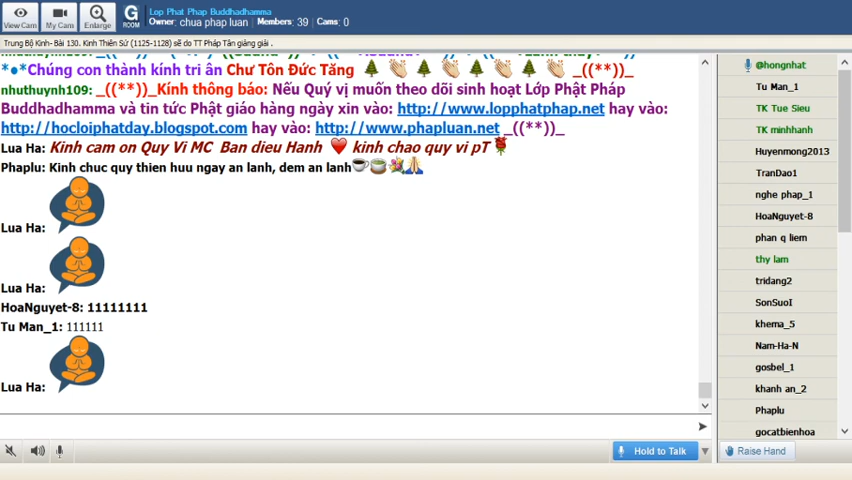 Lop Phat Phap Buddhadhamma
Owner: chua phap luan Members: 39 Cams: 0
View Cam
My Cam
Enlarge
G
ROOM
Trung Bộ Kinh- Bài 130. Kinh Thiên Sứ (1125-1128) sẽ do TT Pháp Tân giảng giải .
*•*Chúng con thành kính tri ân Chư Tôn Đức Tăng 🌲 👏 🌲 👏 🌲 👏 🌲 👏 _((**))_
nhuthuynh109: _((**))_Kính thông báo: Nếu Quý vị muốn theo dõi sinh hoạt Lớp Phật Pháp
Buddhadhamma và tin tức Phật giáo hàng ngày xin vào: http://www.lopphatphap.net hay vào:
http://hocloiphatday.blogspot.com hay vào: http://www.phapluan.net _((**))_
Lua Ha: Kinh cam on Quy Vi MC Ban dieu Hanh ❤️ kinh chao quy vi pT🌹
Phaplu: Kinh chuc quy thien huu ngay an lanh, dem an lanh☕🍵💐🙏
Lua Ha:
Lua Ha:
HoaNguyet-8: 11111111
Tu Man_1: 111111
Lua Ha:
@hongnhat
Tu Man_1
TK Tue Sieu
TK minhhanh
Huyenmong2013
TranDao1
nghe phap_1
HoaNguyet-8
phan q liem
thy lam
tridang2
SonSuoI
khema_5
Nam-Ha-N
gosbel_1
khanh an_2
Phaplu
gocatbienhoa
Hold to Talk
Raise Hand